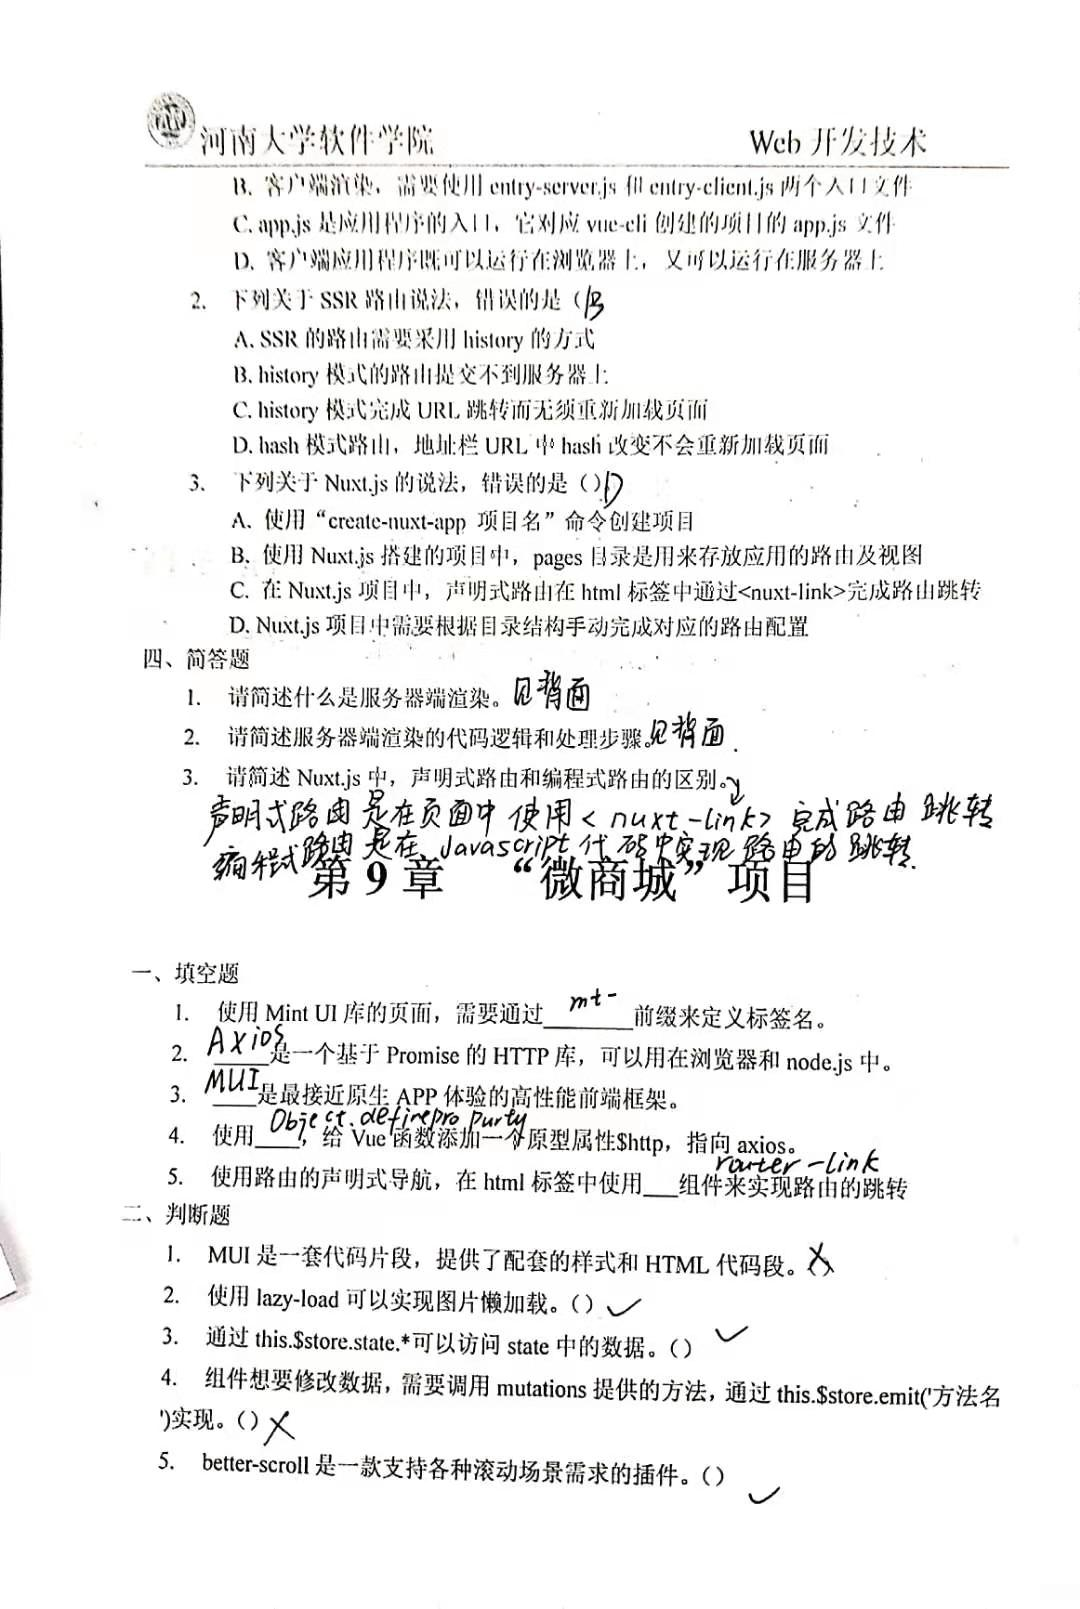 河南大学软件学院 Web 开发技术
B. 客户端渲染，需要使用 entry-server.js 和 entry-client.js 两个入口文件
C. app.js 是应用程序的入口，它对应 vue-cli 创建的项目的 app.js 文件
D. 客户端应用程序既可以运行在浏览器上，又可以运行在服务器上
2. 下列关于 SSR 路由说法，错误的是（B
A. SSR 的路由需要采用 history 的方式
B. history 模式的路由提交不到服务器上
C. history 模式完成 URL 跳转而无须重新加载页面
D. hash 模式路由，地址栏 URL 中 hash 改变不会重新加载页面
3. 下列关于 Nuxt.js 的说法，错误的是（）D
A. 使用“create-nuxt-app 项目名”命令创建项目
B. 使用 Nuxt.js 搭建的项目中，pages 目录是用来存放应用的路由及视图
C. 在 Nuxt.js 项目中，声明式路由在 html 标签中通过<nuxt-link>完成路由跳转
D. Nuxt.js 项目中需要根据目录结构手动完成对应的路由配置
四、简答题
1. 请简述什么是服务器端渲染。见背面
2. 请简述服务器端渲染的代码逻辑和处理步骤。见背面.
3. 请简述 Nuxt.js 中，声明式路由和编程式路由的区别。
声明式路由是在页面中使用<nuxt-link>完成路由跳转
编程式路由是在Javascript代码中实现路由的跳转.
第 9 章 “微商城”项目
一、填空题
1. 使用 Mint UI 库的页面，需要通过 mt- 前缀来定义标签名。
2. Axios 是一个基于 Promise 的 HTTP 库，可以用在浏览器和 node.js 中。
3. MUI 是最接近原生 APP 体验的高性能前端框架。
Object.defirepropurty
4. 使用____，给 Vue 函数添加一个原型属性$http，指向 axios。
router-link
5. 使用路由的声明式导航，在 html 标签中使用___组件来实现路由的跳转
二、判断题
1. MUI 是一套代码片段，提供了配套的样式和 HTML 代码段。✗
2. 使用 lazy-load 可以实现图片懒加载。（）✓
3. 通过 this.$store.state.*可以访问 state 中的数据。（） ✓
4. 组件想要修改数据，需要调用 mutations 提供的方法，通过 this.$store.emit('方法名
')实现。（）✗
5. better-scroll 是一款支持各种滚动场景需求的插件。（） ✓